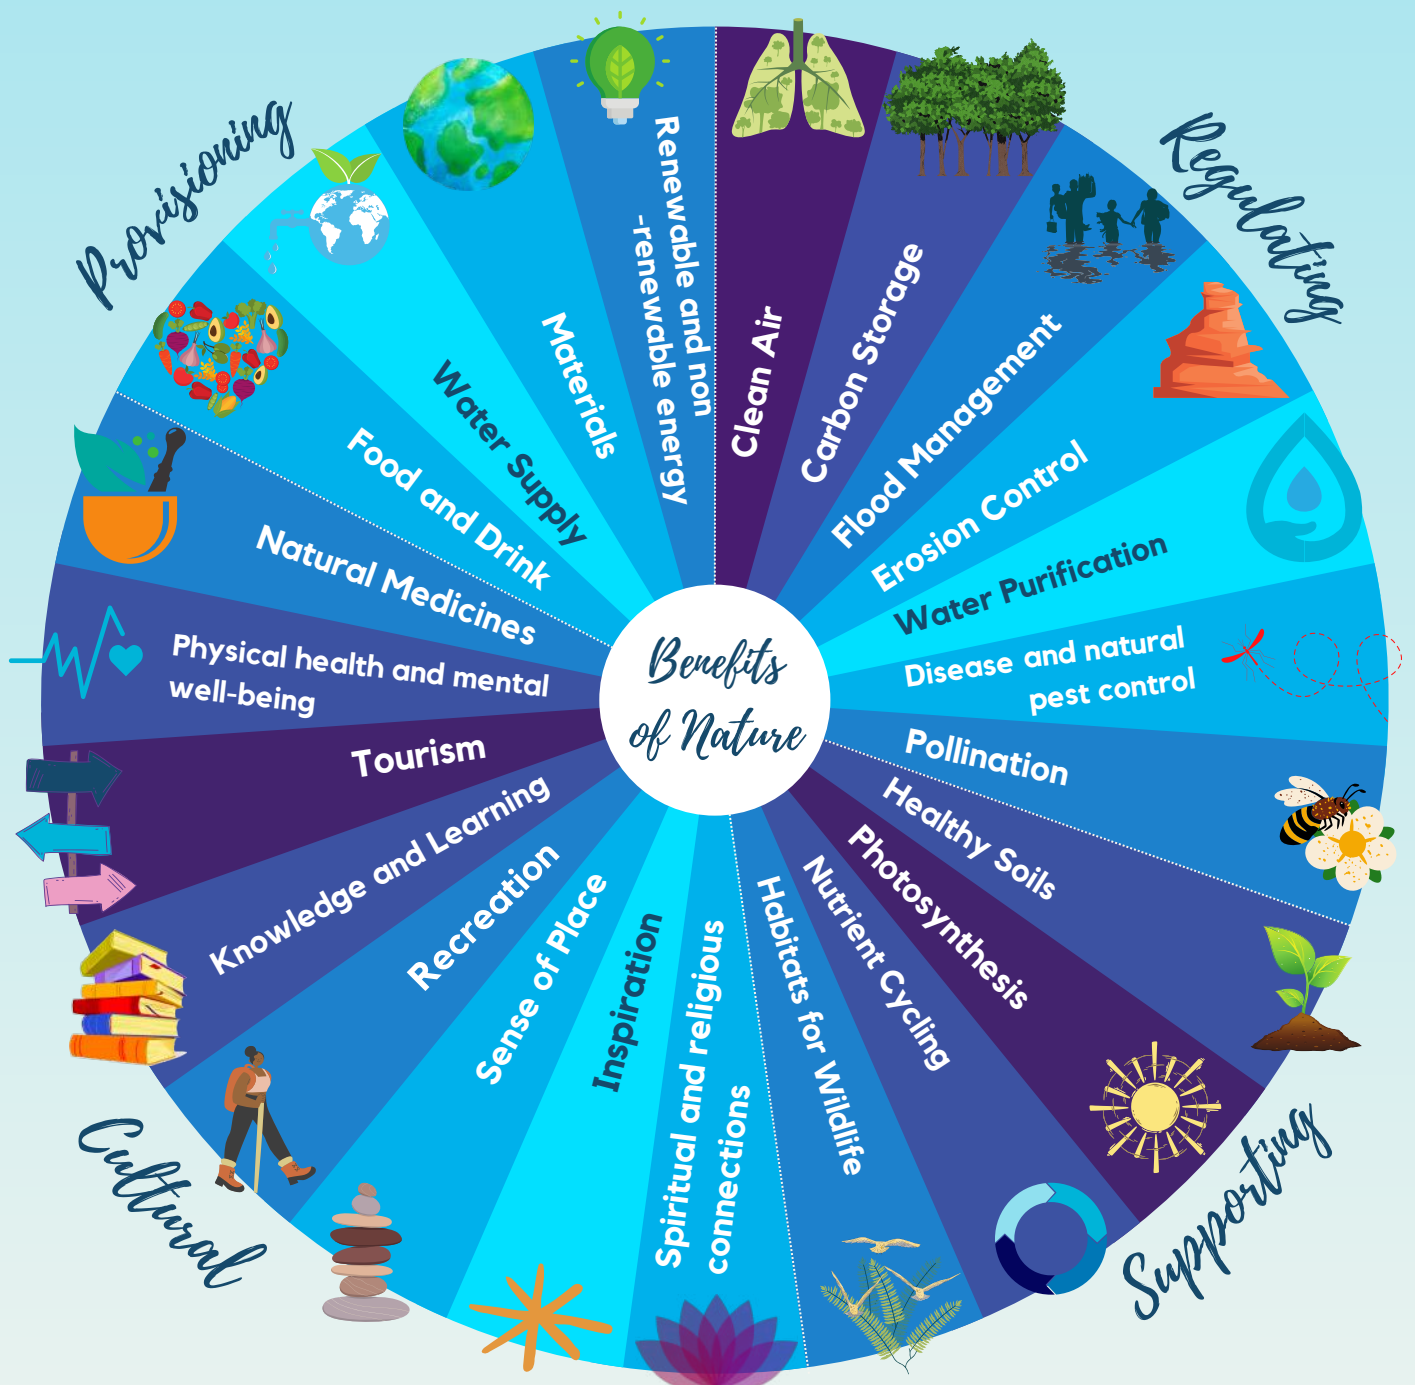 Benefits
of Nature
Provisioning
Renewable and non
-renewable energy
Materials
Water Supply
Food and Drink
Regulating
Clean Air
Carbon Storage
Flood Management
Erosion Control
Water Purification
Disease and natural
pest control
Pollination
Supporting
Healthy Soils
Photosynthesis
Nutrient Cycling
Habitats for Wildlife
Cultural
Spiritual and religious
connections
Inspiration
Sense of Place
Recreation
Knowledge and Learning
Tourism
Physical health and mental
well-being
Natural Medicines